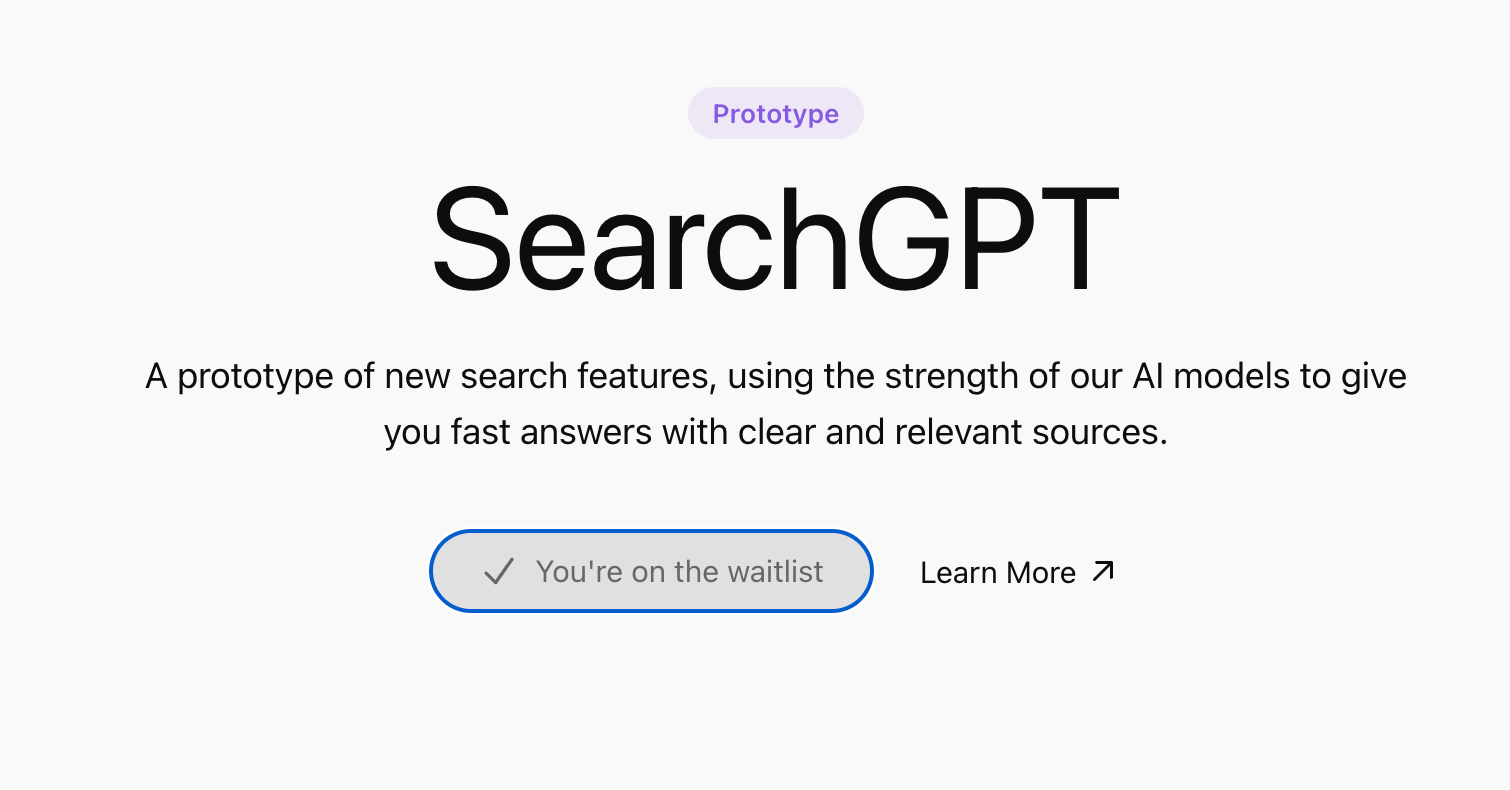 Prototype
SearchGPT
A prototype of new search features, using the strength of our AI models to give
you fast answers with clear and relevant sources.
You're on the waitlist
Learn More